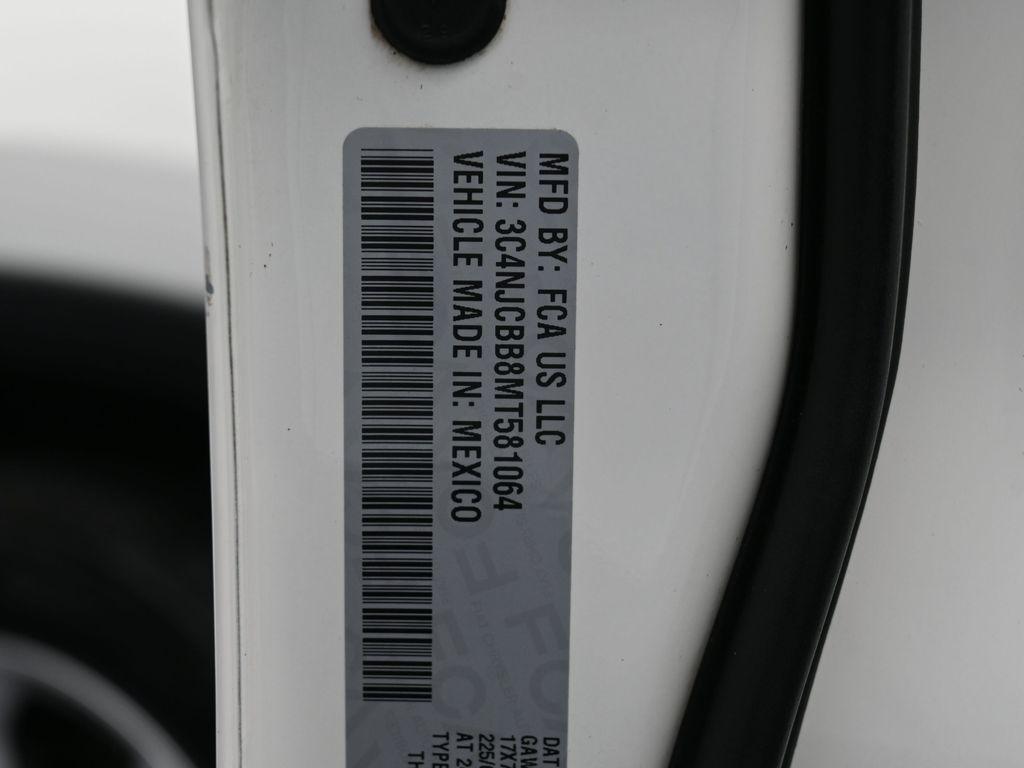 MFD BY: FCA US LLC
VIN: 3C4NJCBB8MT581064
VEHICLE MADE IN: MEXICO